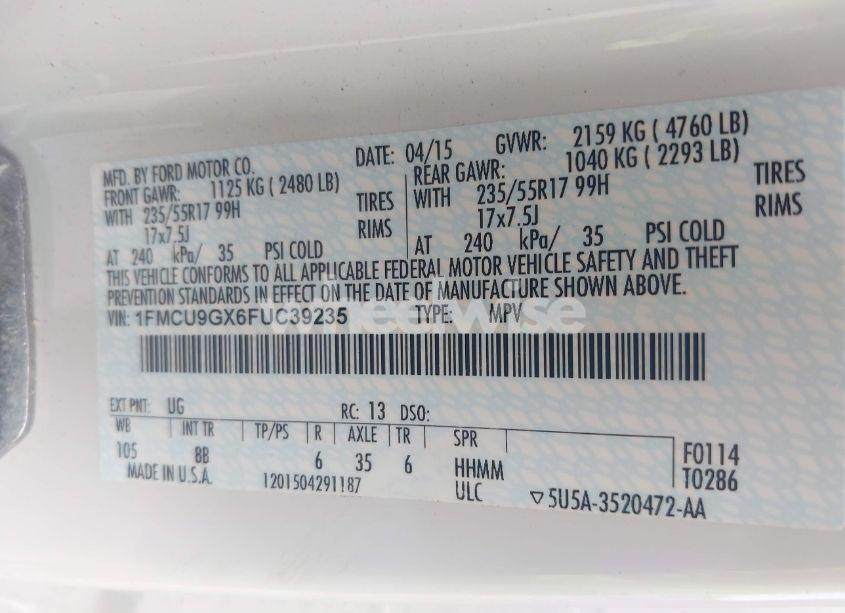 MFD. BY FORD MOTOR CO. DATE: 04/15 GVWR: 2159 KG ( 4760 LB)
FRONT GAWR: 1125 KG ( 2480 LB) REAR GAWR: 1040 KG ( 2293 LB)
WITH 235/55R17 99H TIRES WITH 235/55R17 99H TIRES
17x7.5J RIMS 17x7.5J RIMS
AT 240 kPa/ 35 PSI COLD AT 240 kPa/ 35 PSI COLD
THIS VEHICLE CONFORMS TO ALL APPLICABLE FEDERAL MOTOR VEHICLE SAFETY AND THEFT
PREVENTION STANDARDS IN EFFECT ON THE DATE OF MANUFACTURE SHOWN ABOVE.
VIN: 1FMCU9GX6FUC39235 TYPE: MPV
EXT PNT: UG RC: 13 DSO:
WB INT TR TP/PS R AXLE TR SPR
105 8B 6 35 6 HHMM
F0114
T0286
MADE IN U.S.A. 1201504291187 ULC
▽5U5A-3520472-AA